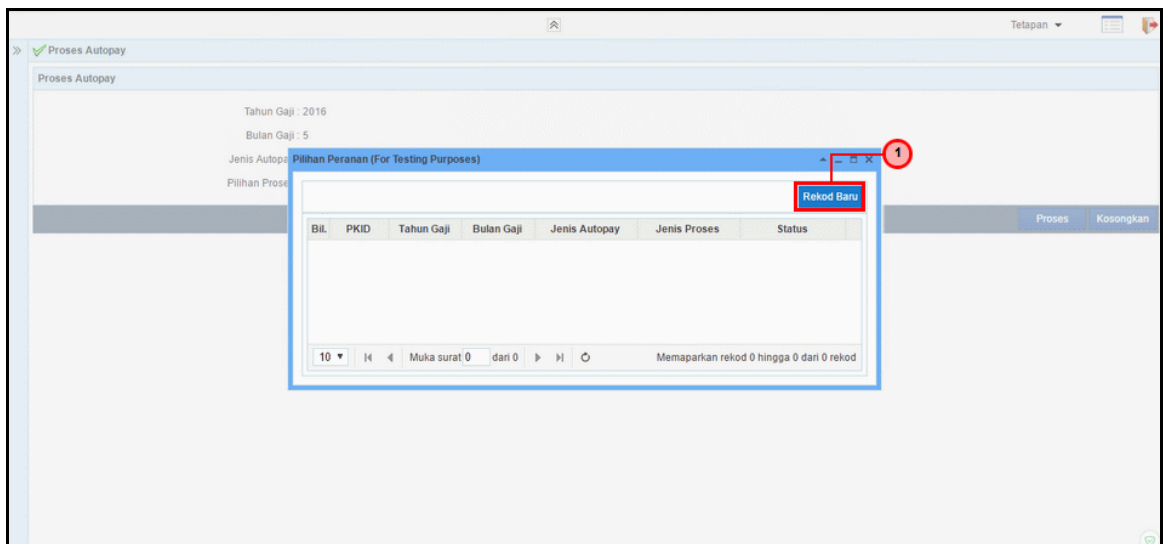 Tetapan
Proses Autopay
Proses Autopay
Tahun Gaji : 2016
Bulan Gaji : 5
Jenis Autopa
Pilihan Prose
Pilihan Peranan (For Testing Purposes)
1
Rekod Baru
Proses Kosongkan
Bil. PKID Tahun Gaji Bulan Gaji Jenis Autopay Jenis Proses Status
10 Muka surat 0 dari 0 Memaparkan rekod 0 hingga 0 dari 0 rekod